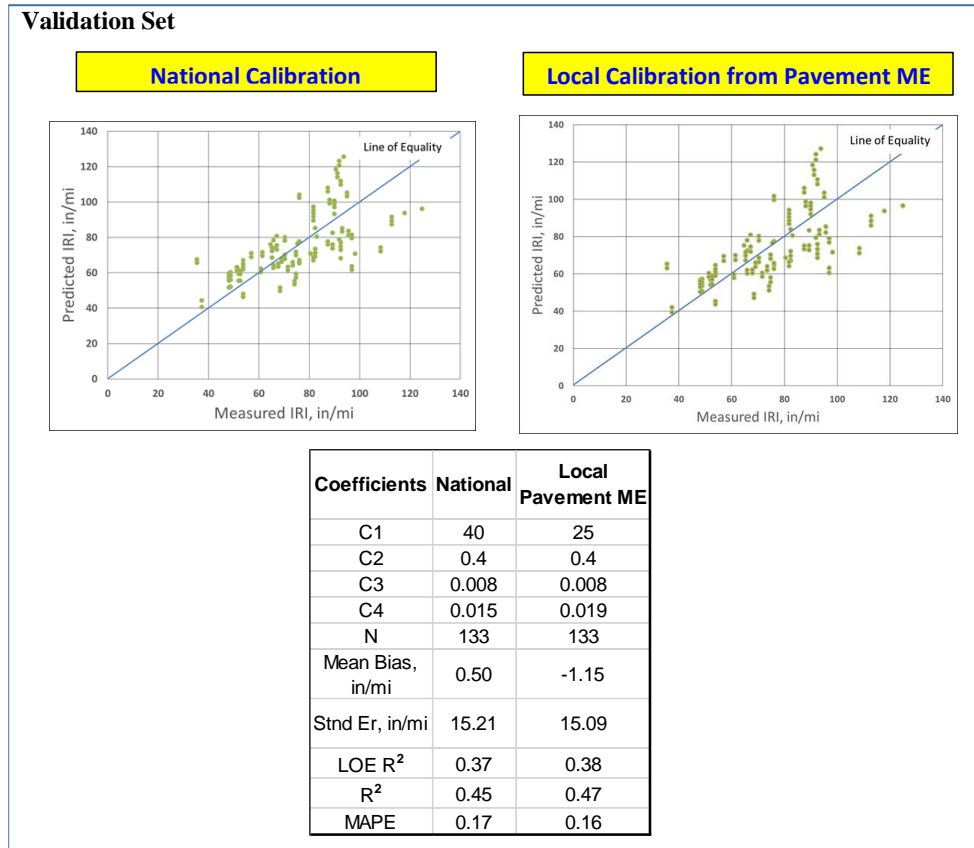 Validation Set
National Calibration
Local Calibration from Pavement ME
140
120
100
80
60
40
20
0
Predicted IRI, in/mi
Line of Equality
0 20 40 60 80 100 120 140
Measured IRI, in/mi
140
120
100
80
60
40
20
0
Predicted IRI, in/mi
Line of Equality
0 20 40 60 80 100 120 140
Measured IRI, in/mi
Coefficients National Local
Pavement ME
C1 40 25
C2 0.4 0.4
C3 0.008 0.008
C4 0.015 0.019
N 133 133
Mean Bias,
in/mi 0.50 -1.15
Stnd Er, in/mi 15.21 15.09
LOE R² 0.37 0.38
R² 0.45 0.47
MAPE 0.17 0.16